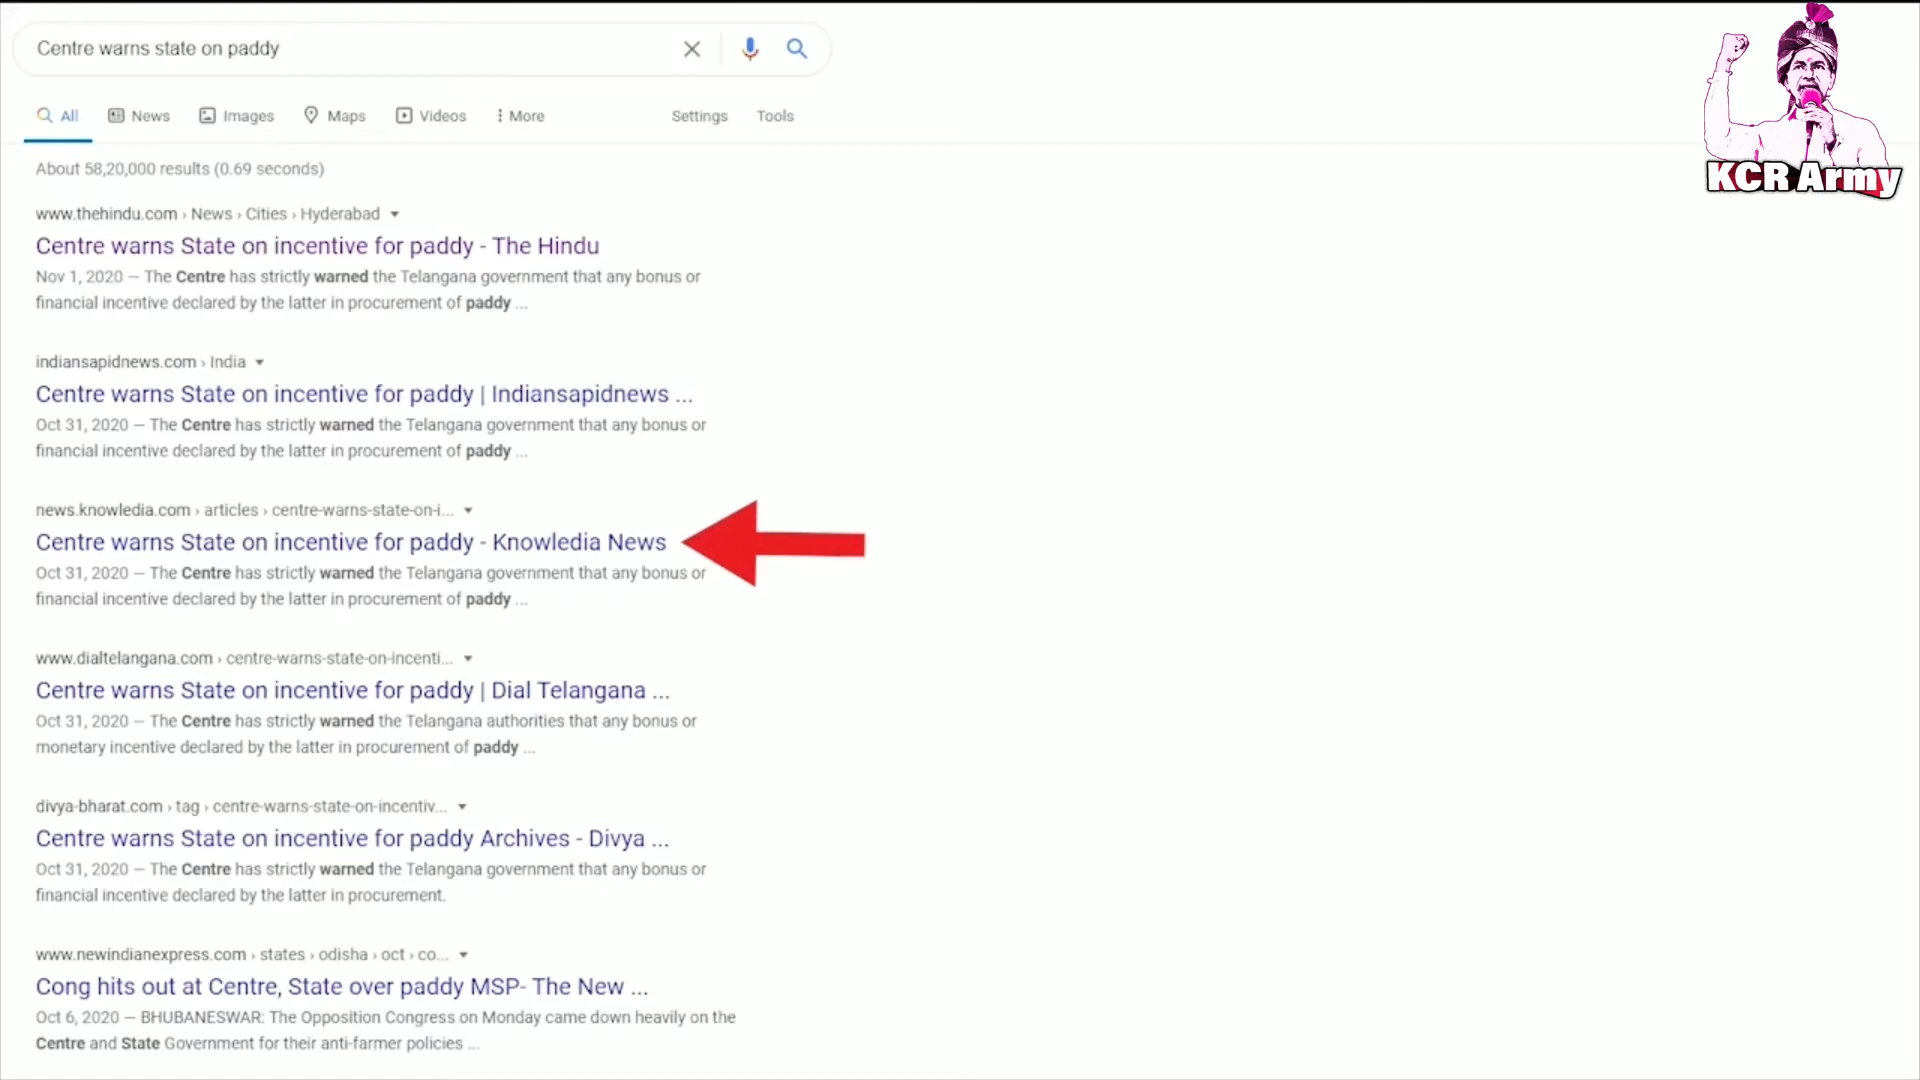 Centre warns state on paddy
All News Images Maps Videos More Settings Tools
About 58,20,000 results (0.69 seconds)
www.thehindu.com › News › Cities › Hyderabad
Centre warns State on incentive for paddy - The Hindu
Nov 1, 2020 — The Centre has strictly warned the Telangana government that any bonus or
financial incentive declared by the latter in procurement of paddy ...
indiansapidnews.com › India
Centre warns State on incentive for paddy | Indiansapidnews ...
Oct 31, 2020 — The Centre has strictly warned the Telangana government that any bonus or
financial incentive declared by the latter in procurement of paddy ...
news.knowledia.com › articles › centre-warns-state-on-i...
Centre warns State on incentive for paddy - Knowledia News
Oct 31, 2020 — The Centre has strictly warned the Telangana government that any bonus or
financial incentive declared by the latter in procurement of paddy ...
www.dialtelangana.com › centre-warns-state-on-incenti...
Centre warns State on incentive for paddy | Dial Telangana ...
Oct 31, 2020 — The Centre has strictly warned the Telangana authorities that any bonus or
monetary incentive declared by the latter in procurement of paddy ...
divya-bharat.com › tag › centre-warns-state-on-incentiv...
Centre warns State on incentive for paddy Archives - Divya ...
Oct 31, 2020 — The Centre has strictly warned the Telangana government that any bonus or
financial incentive declared by the latter in procurement.
www.newindianexpress.com › states › odisha › oct › co...
Cong hits out at Centre, State over paddy MSP- The New ...
Oct 6, 2020 — BHUBANESWAR: The Opposition Congress on Monday came down heavily on the
Centre and State Government for their anti-farmer policies ...
KCR Army